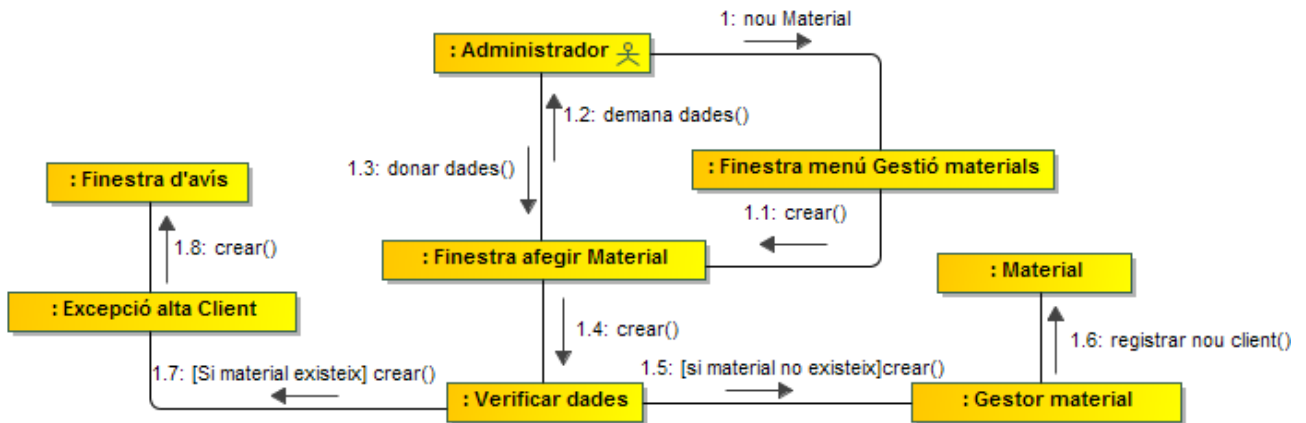 1: nou Material
: Administrador
1.2: demana dades()
1.3: donar dades()
: Finestra d'avís
: Finestra menú Gestió materials
1.1: crear()
1.8: crear()
: Finestra afegir Material
: Material
: Excepció alta Client
1.4: crear()
1.6: registrar nou client()
1.7: [Si material existeix] crear()
1.5: [si material no existeix]crear()
: Verificar dades
: Gestor material